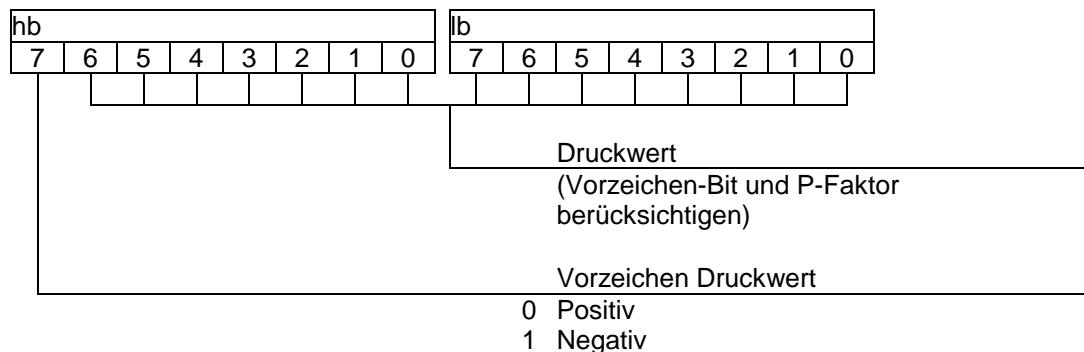 hb lb
7 6 5 4 3 2 1 0 7 6 5 4 3 2 1 0
Druckwert
(Vorzeichen-Bit und P-Faktor
berücksichtigen)
Vorzeichen Druckwert
0 Positiv
1 Negativ